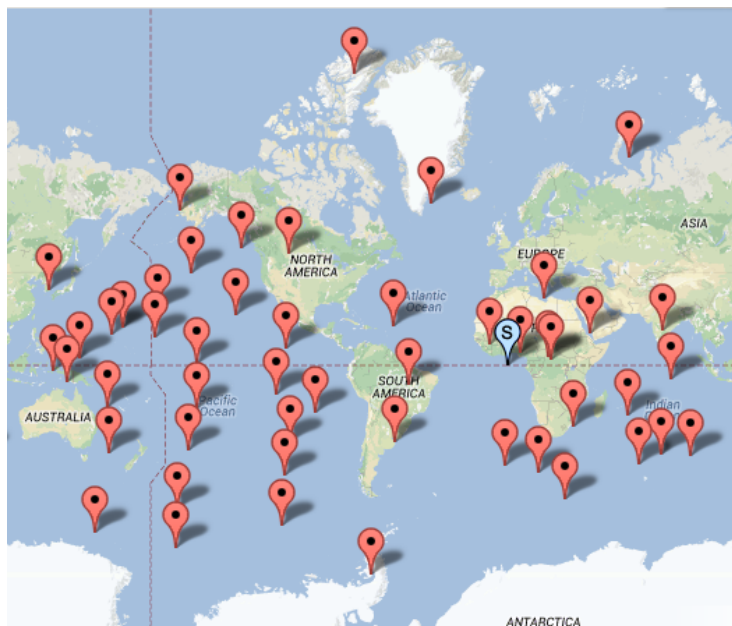 ASIA
EUROPE
NORTH
AMERICA
Atlantic
Ocean
S
SOUTH
AMERICA
Pacific
Ocean
AUSTRALIA
Indian
ANTARCTICA